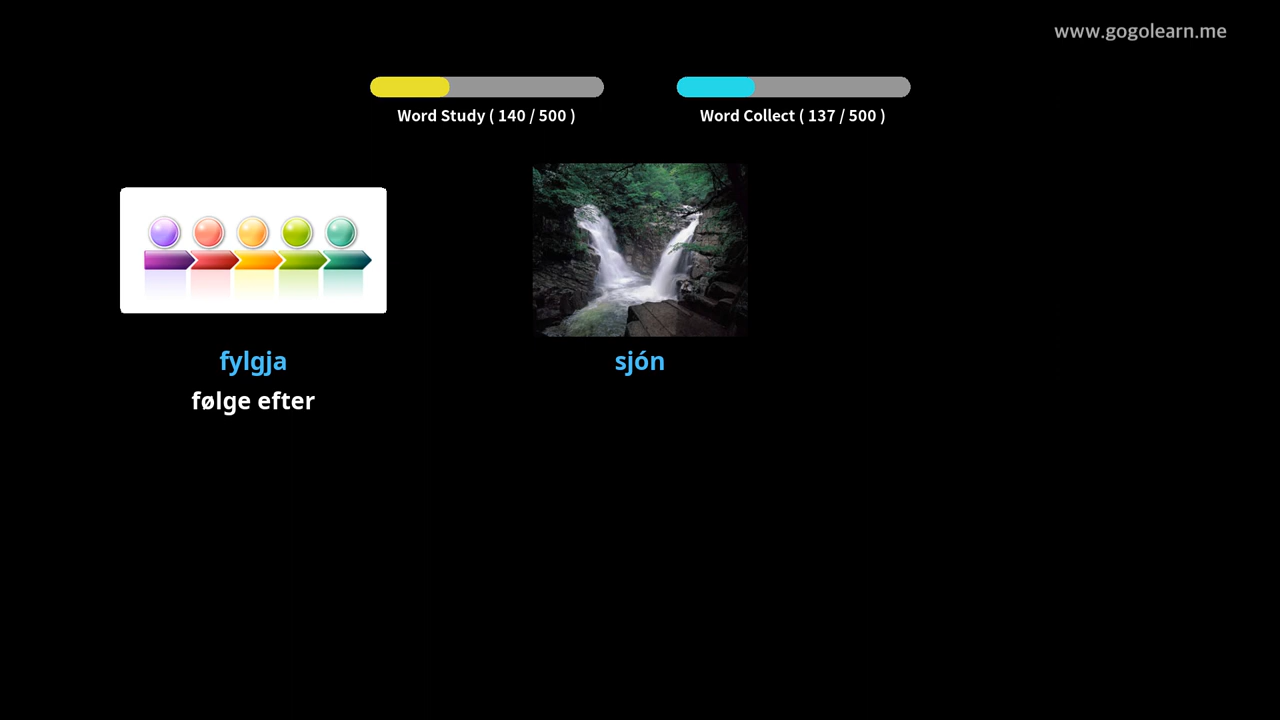 www.gogolearn.me
Word Study ( 140 / 500 )
Word Collect ( 137 / 500 )
fylgja
følge efter
sjón